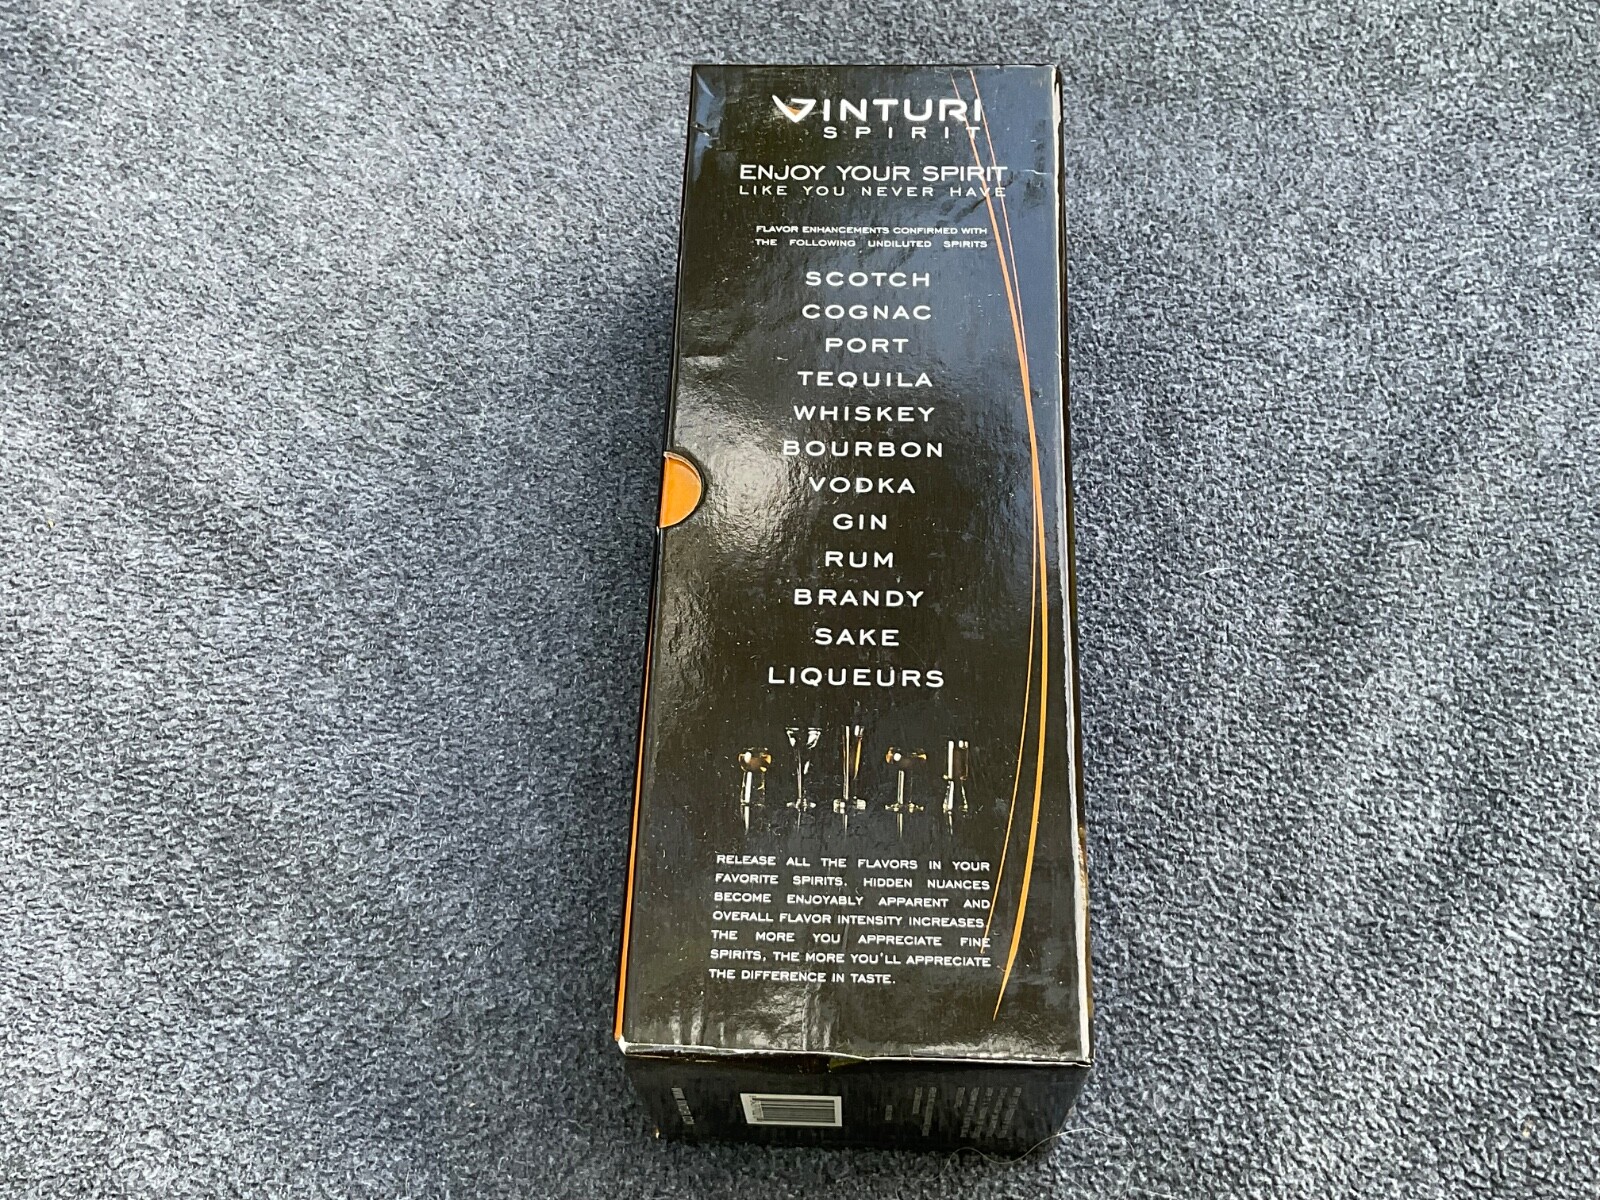 VINTURI
SPIRIT
ENJOY YOUR SPIRIT
LIKE YOU NEVER HAVE
FLAVOR ENHANCEMENTS CONFIRMED WITH
THE FOLLOWING UNDILUTED SPIRITS
SCOTCH
COGNAC
PORT
TEQUILA
WHISKEY
BOURBON
VODKA
GIN
RUM
BRANDY
SAKE
LIQUEURS
RELEASE ALL THE FLAVORS IN YOUR
FAVORITE SPIRITS. HIDDEN NUANCES
BECOME ENJOYABLY APPARENT AND
OVERALL FLAVOR INTENSITY INCREASES.
THE MORE YOU APPRECIATE FINE
SPIRITS, THE MORE YOU'LL APPRECIATE
THE DIFFERENCE IN TASTE.